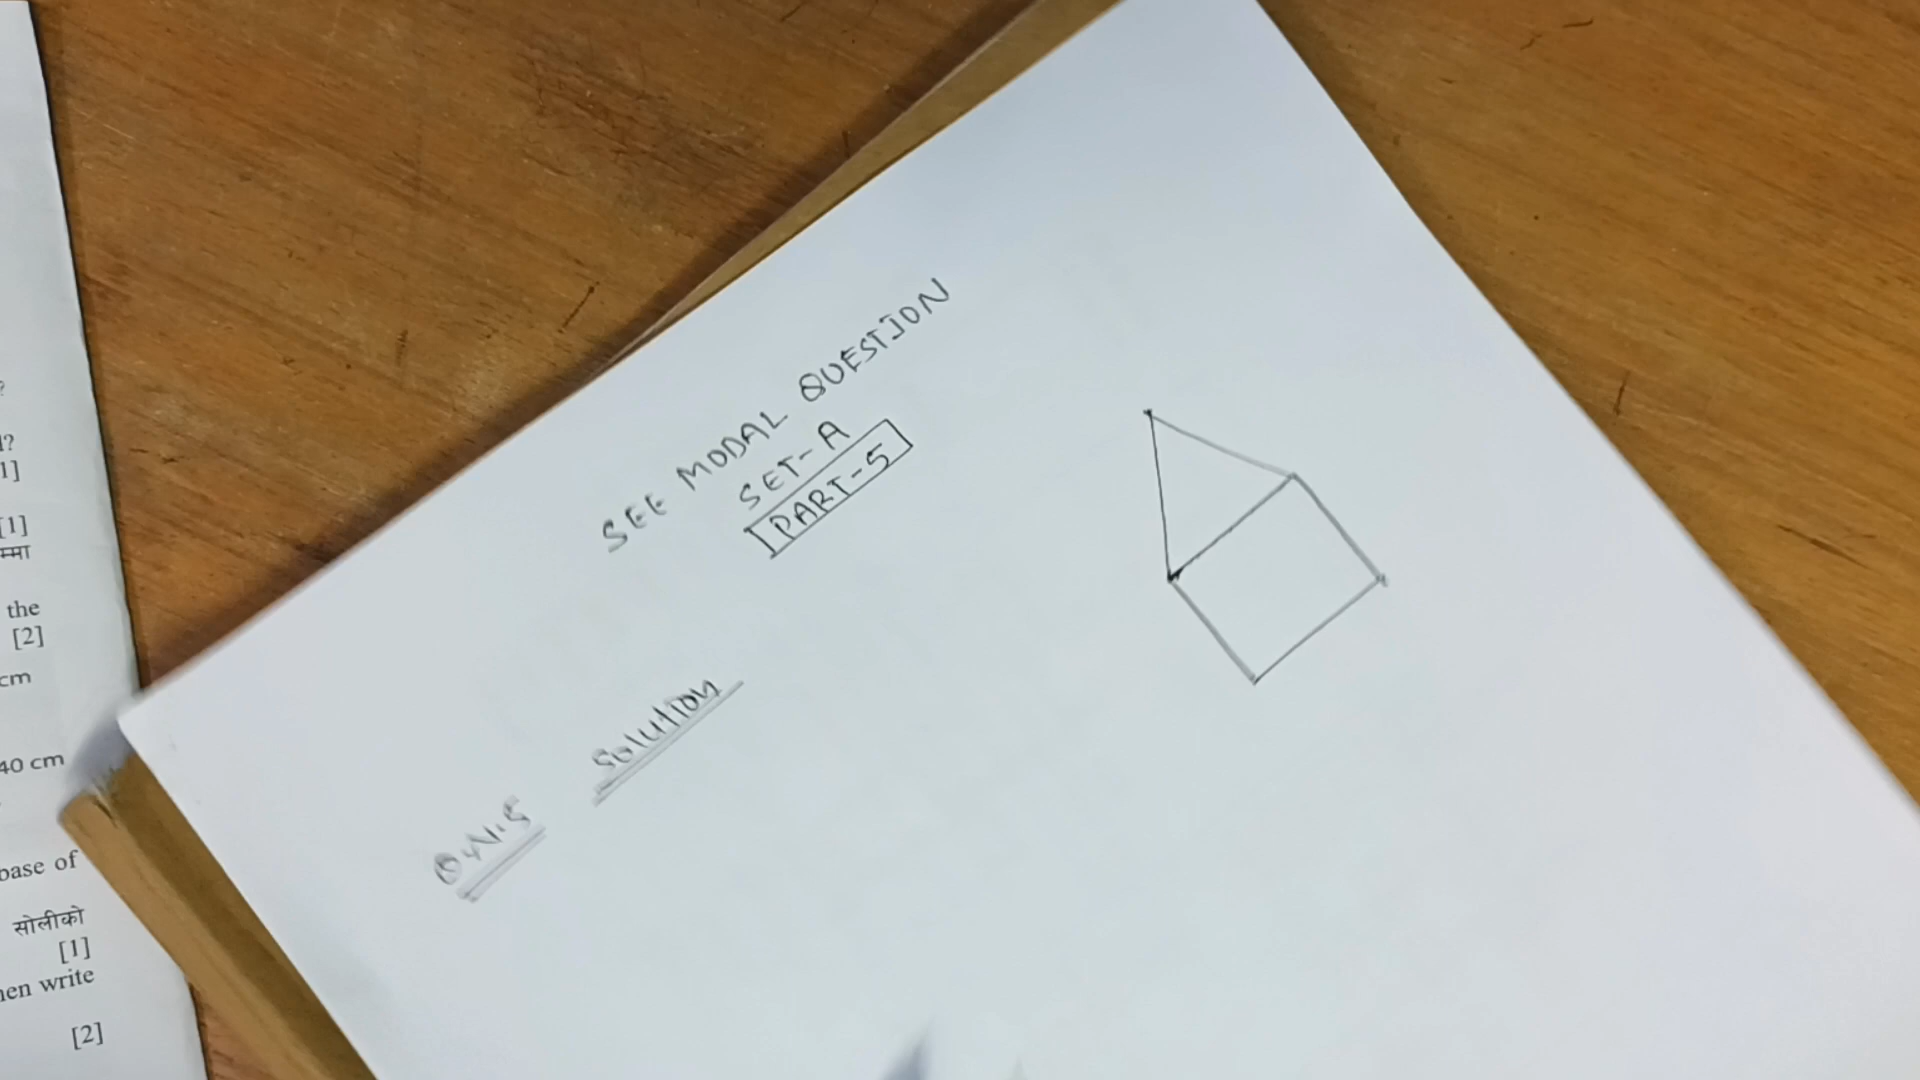 ?
?
1]
[1]
म्मा
the
[2]
cm
40 cm
base of
सोलीको
[1]
write
[2]
SEE MODAL QUESTION
SET-A
PART-5
Q.N.5
Solution